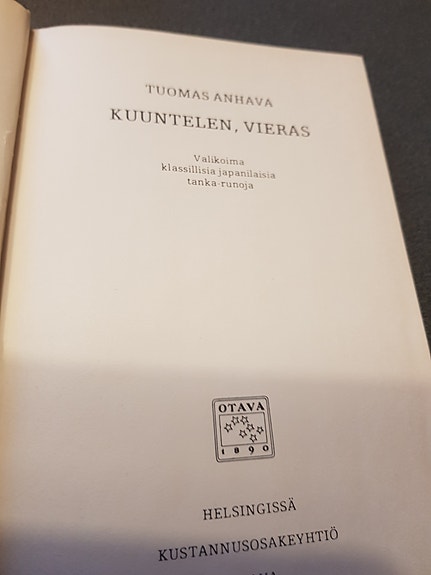 TUOMAS ANHAVA
KUUNTELEN, VIERAS
Valikoima
klassillisia japanilaisia
tanka-runoja
OTAVA
1890
HELSINGISSÄ
KUSTANNUSOSAKEYHTIÖ